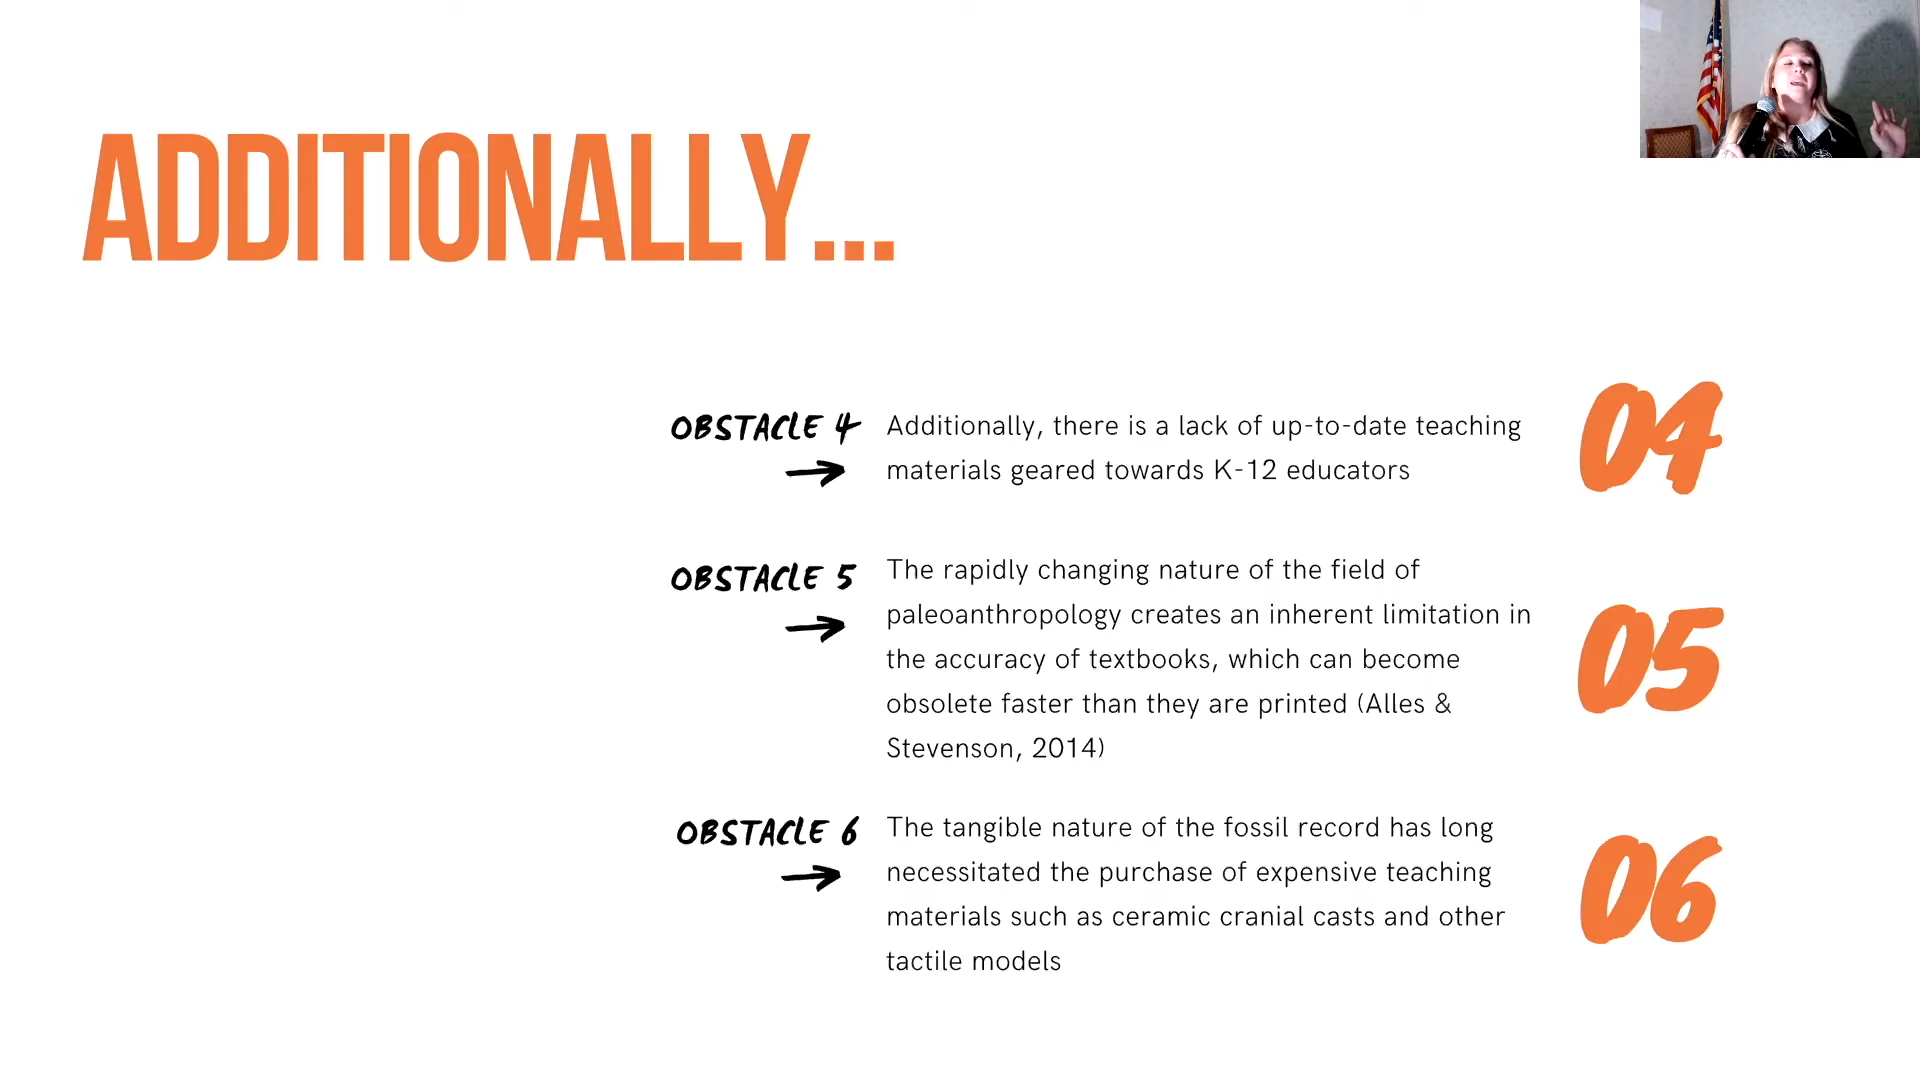 ADDITIONALLY...
OBSTACLE 4
Additionally, there is a lack of up-to-date teaching
materials geared towards K-12 educators
04
OBSTACLE 5
The rapidly changing nature of the field of
paleoanthropology creates an inherent limitation in
the accuracy of textbooks, which can become
obsolete faster than they are printed (Alles &
Stevenson, 2014)
05
OBSTACLE 6
The tangible nature of the fossil record has long
necessitated the purchase of expensive teaching
materials such as ceramic cranial casts and other
tactile models
06